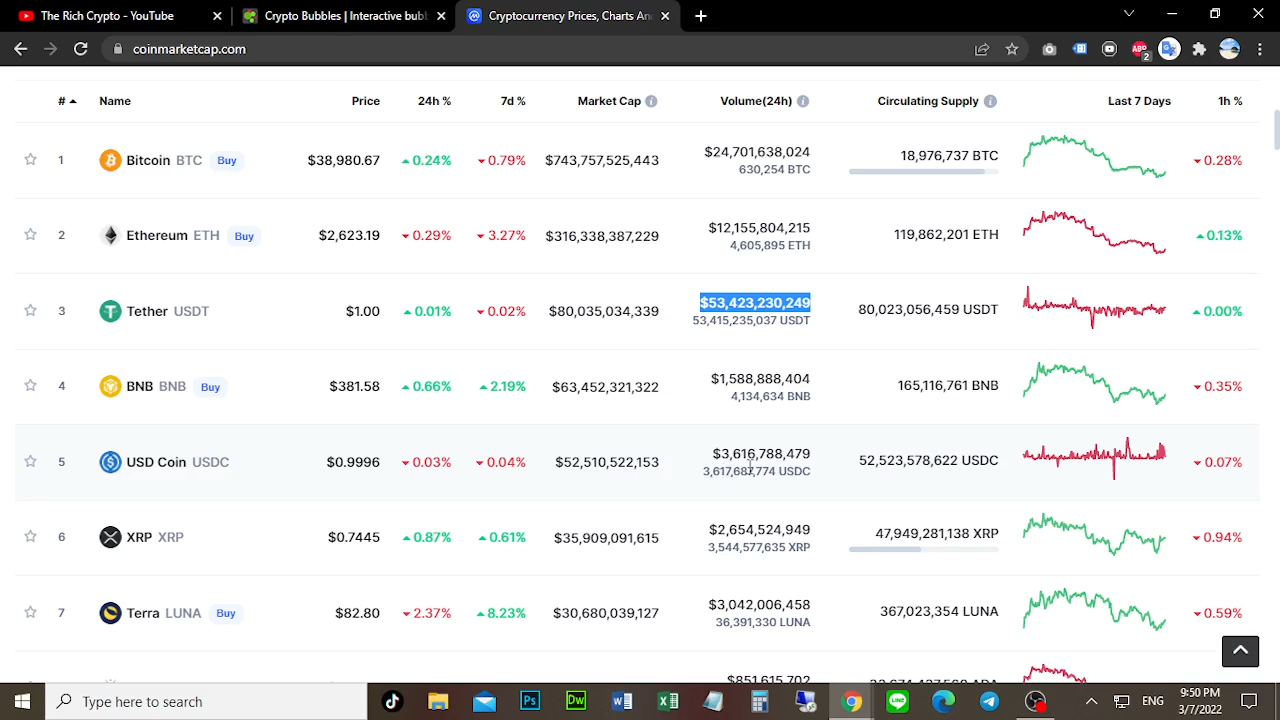 The Rich Crypto - YouTube
Crypto Bubbles | Interactive bubb
Cryptocurrency Prices, Charts An
coinmarketcap.com
ABP
2
# Name Price 24h % 7d % Market Cap Volume(24h) Circulating Supply Last 7 Days 1h %
1 Bitcoin BTC Buy $38,980.67 0.24% 0.79% $743,757,525,443 $24,701,638,024 18,976,737 BTC 0.28%
630,254 BTC
2 Ethereum ETH Buy $2,623.19 0.29% 3.27% $316,338,387,229 $12,155,804,215 119,862,201 ETH 0.13%
4,605,895 ETH
3 Tether USDT $1.00 0.01% 0.02% $80,035,034,339 $53,423,230,249 80,023,056,459 USDT 0.00%
53,415,235,037 USDT
4 BNB BNB Buy $381.58 0.66% 2.19% $63,452,321,322 $1,588,888,404 165,116,761 BNB 0.35%
4,134,634 BNB
5 USD Coin USDC $0.9996 0.03% 0.04% $52,510,522,153 $3,616,788,479 52,523,578,622 USDC 0.07%
USDC
6 XRP XRP $0.7445 0.87% 0.61% $35,909,091,615 $2,654,524,949 47,949,281,138 XRP 0.94%
3,544,577,635 XRP
7 Terra LUNA Buy $82.80 2.37% 8.23% $30,680,039,127 $3,042,006,458 367,023,354 LUNA 0.59%
36,391,330 LUNA
Type here to search
Ps
Dw
LINE
ENG
9:50 PM
3/7/2022